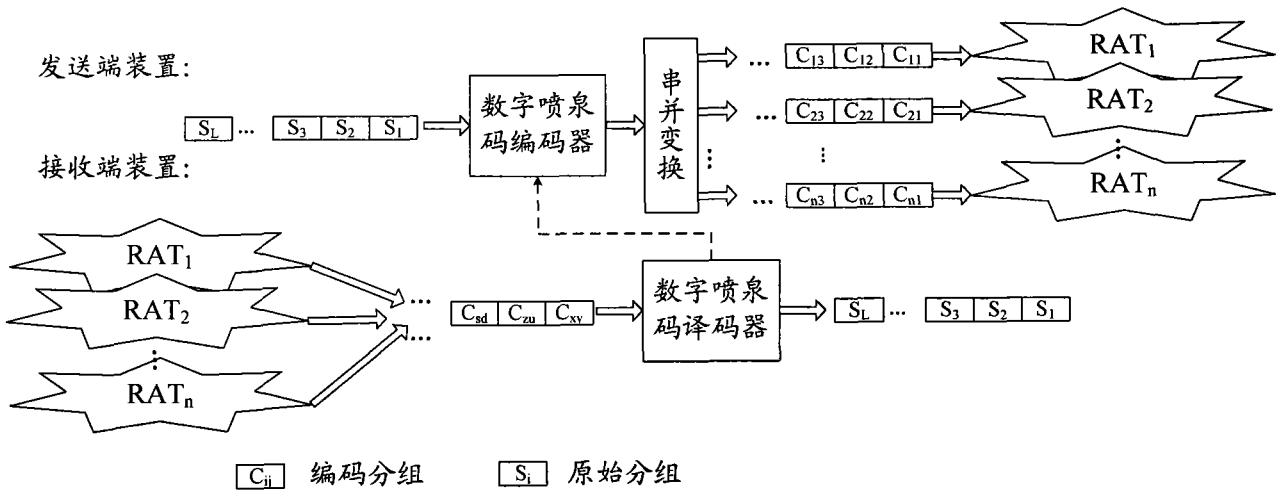 发送端装置:
S_L ... S_3 S_2 S_1
数字喷泉
码编码器
串并变换
... C_13 C_12 C_11
RAT_1
... C_23 C_22 C_21
RAT_2
... C_n3 C_n2 C_n1
RAT_n
接收端装置:
RAT_1
RAT_2
RAT_n
...
...
C_sd C_zu C_xy
数字喷泉
码译码器
S_L ... S_3 S_2 S_1
C_ij 编码分组
S_i 原始分组